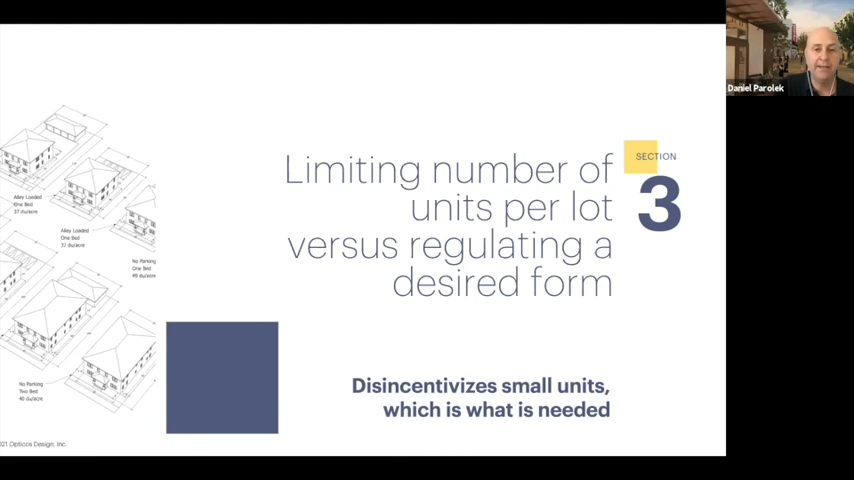 Daniel Parolek
SECTION
3
Limiting number of
units per lot
versus regulating a
desired form
Disincentivizes small units,
which is what is needed
Alley Loaded
One Bed
37 du/acre
Alley Loaded
One Bed
37 du/acre
No Parking
One Bed
49 du/acre
No Parking
Two Bed
40 du/acre
021 Opticos Design, Inc.